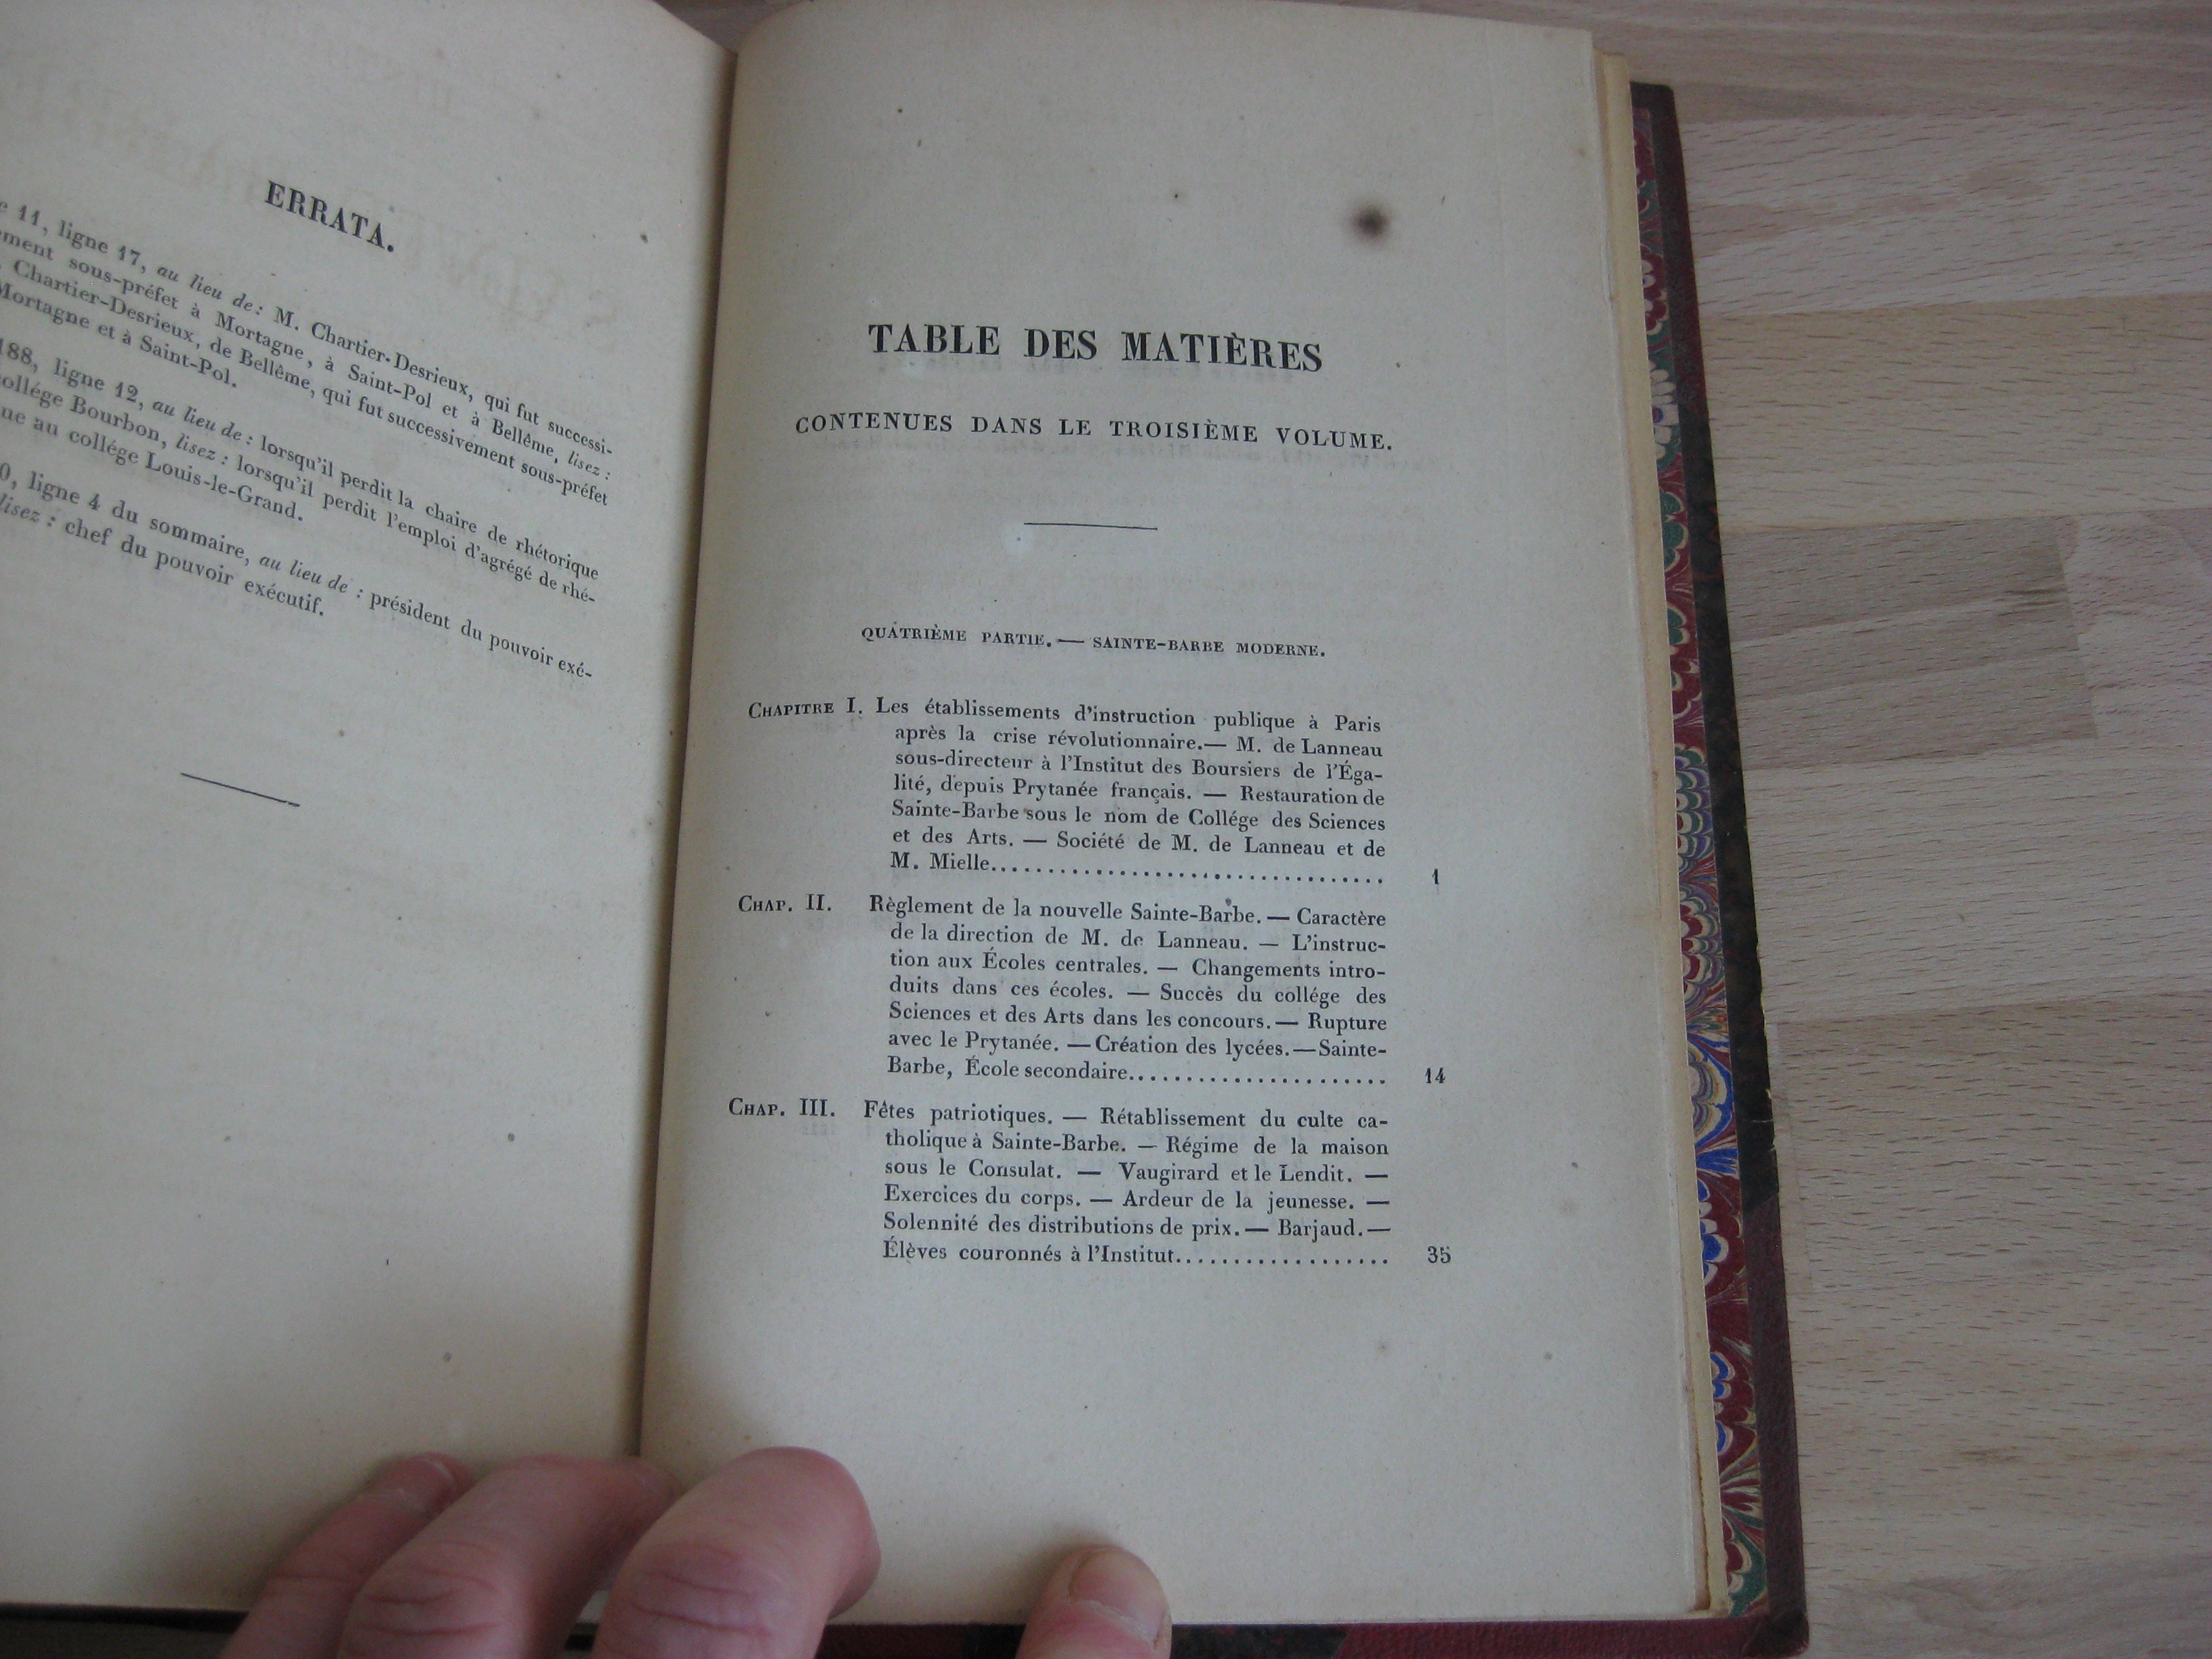 ERRATA.
11, ligne 17, au lieu de : M. Chartier-Desrieux, qui fut successi-
sous-préfet à Mortagne, à Saint-Pol et à Bellême, lisez :
Chartier-Desrieux, de Bellême, qui fut successivement sous-préfet
Mortagne et à Saint-Pol.
188, ligne 12, au lieu de : lorsqu'il perdit la chaire de rhétorique
Bourbon, lisez : lorsqu'il perdit l'emploi d'agrégé de rhé-
au collége Louis-le-Grand.
ligne 4 du sommaire, au lieu de : président du pouvoir exé-
lisez : chef du pouvoir exécutif.
TABLE DES MATIÈRES
CONTENUES DANS LE TROISIÈME VOLUME.
QUATRIÈME PARTIE. — SAINTE-BARBE MODERNE.
CHAPITRE I. Les établissements d'instruction publique à Paris
après la crise révolutionnaire.— M. de Lanneau
sous-directeur à l'Institut des Boursiers de l'Éga-
lité, depuis Prytanée français. — Restauration de
Sainte-Barbe sous le nom de Collége des Sciences
et des Arts. — Société de M. de Lanneau et de
M. Mielle.................................... 1
CHAP. II. Règlement de la nouvelle Sainte-Barbe. — Caractère
de la direction de M. de Lanneau. — L'instruc-
tion aux Écoles centrales. — Changements intro-
duits dans ces écoles. — Succès du collége des
Sciences et des Arts dans les concours. — Rupture
avec le Prytanée. — Création des lycées. — Sainte-
Barbe, École secondaire....................... 14
CHAP. III. Fêtes patriotiques. — Rétablissement du culte ca-
tholique à Sainte-Barbe. — Régime de la maison
sous le Consulat. — Vaugirard et le Lendit. —
Exercices du corps. — Ardeur de la jeunesse. —
Solennité des distributions de prix. — Barjaud. —
Élèves couronnés à l'Institut................... 35